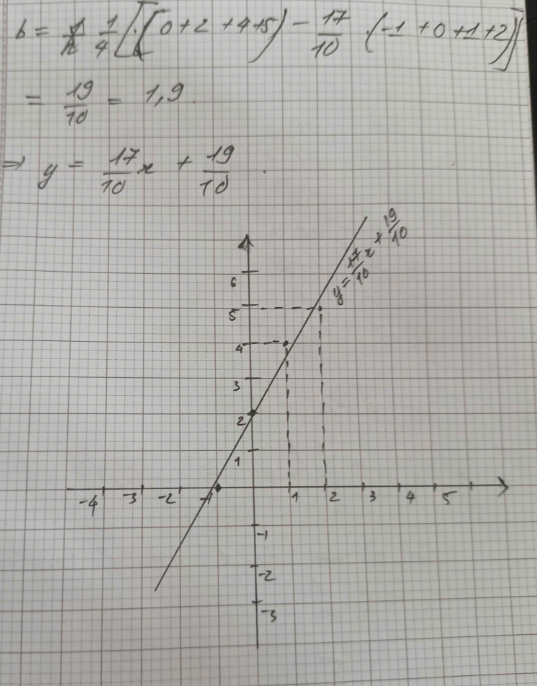 b = 1/4 [(0+2+4+5) − 17/10 · (−1+0+1+2)]
= 19/10 = 1,9.
⇒ y = 17/10 x + 19/10.
y = 17/10 x + 19/10
6
5
4
3
2
1
-4 -3 -2 -1 1 2 3 4 5
-1
-2
-3